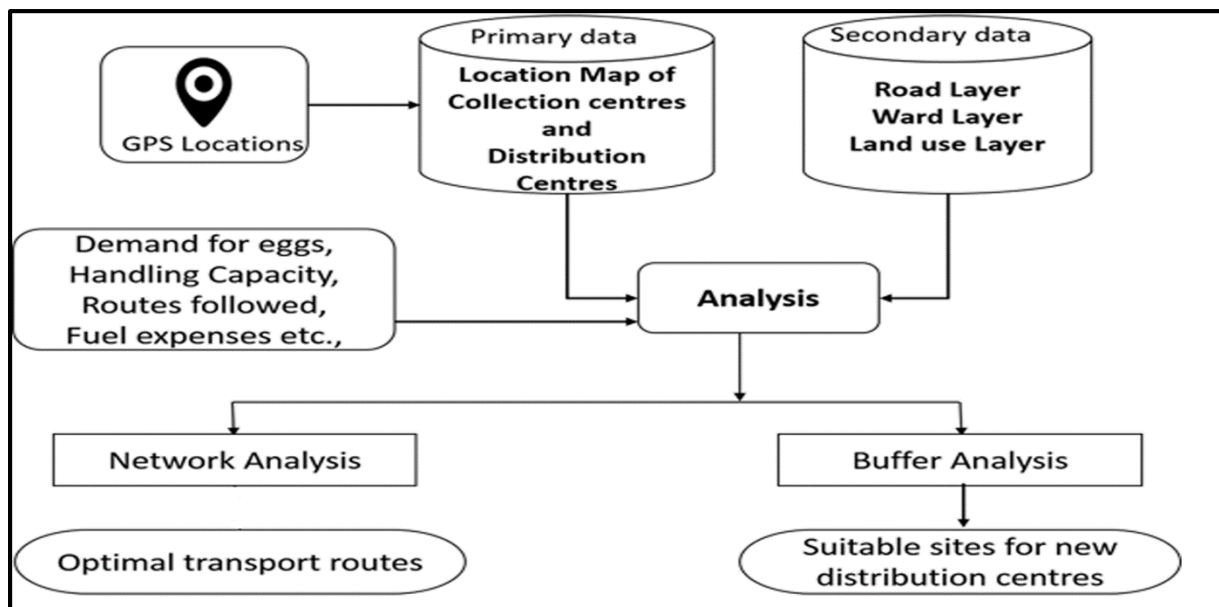 GPS Locations
Primary data
Location Map of
Collection centres
and
Distribution
Centres
Secondary data
Road Layer
Ward Layer
Land use Layer
Demand for eggs,
Handling Capacity,
Routes followed,
Fuel expenses etc.,
Analysis
Network Analysis
Buffer Analysis
Optimal transport routes
Suitable sites for new
distribution centres